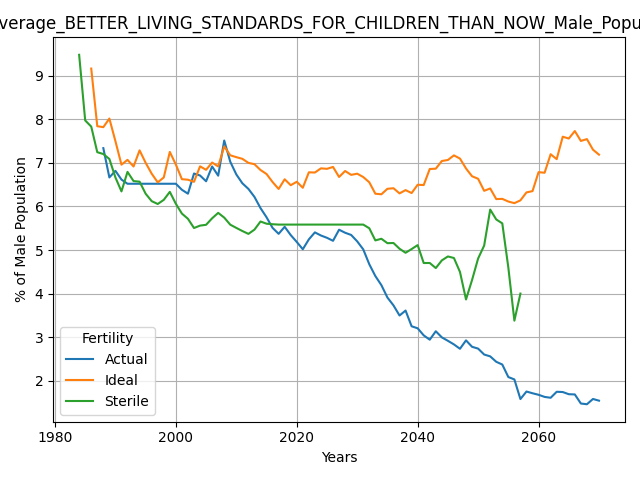 verage_BETTER_LIVING_STANDARDS_FOR_CHILDREN_THAN_NOW_Male_Popu
% of Male Population
9
8
7
6
5
4
3
2
Fertility
Actual
Ideal
Sterile
1980
2000
2020
2040
2060
Years